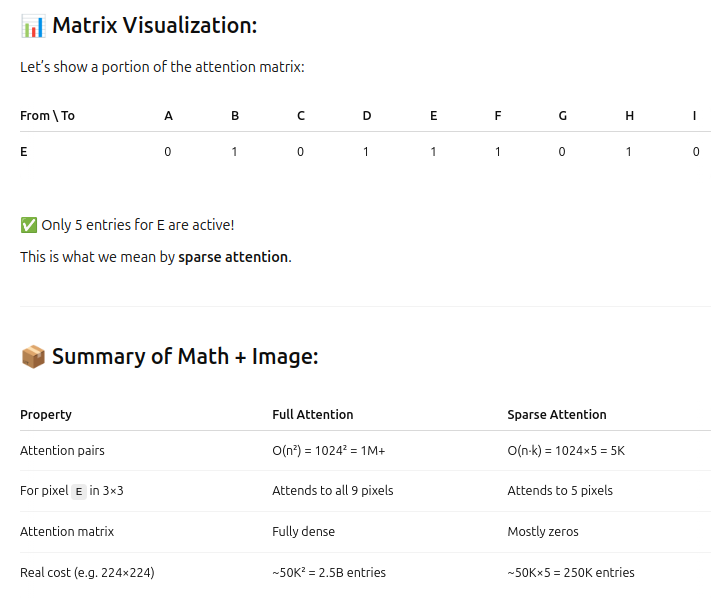 📊 Matrix Visualization:
Let's show a portion of the attention matrix:
From \ To A B C D E F G H I
E 0 1 0 1 1 1 0 1 0
✅ Only 5 entries for E are active!
This is what we mean by sparse attention.
📦 Summary of Math + Image:
Property Full Attention Sparse Attention
Attention pairs O(n²) = 1024² = 1M+ O(n·k) = 1024×5 = 5K
For pixel E in 3×3 Attends to all 9 pixels Attends to 5 pixels
Attention matrix Fully dense Mostly zeros
Real cost (e.g. 224×224) ~50K² = 2.5B entries ~50K×5 = 250K entries